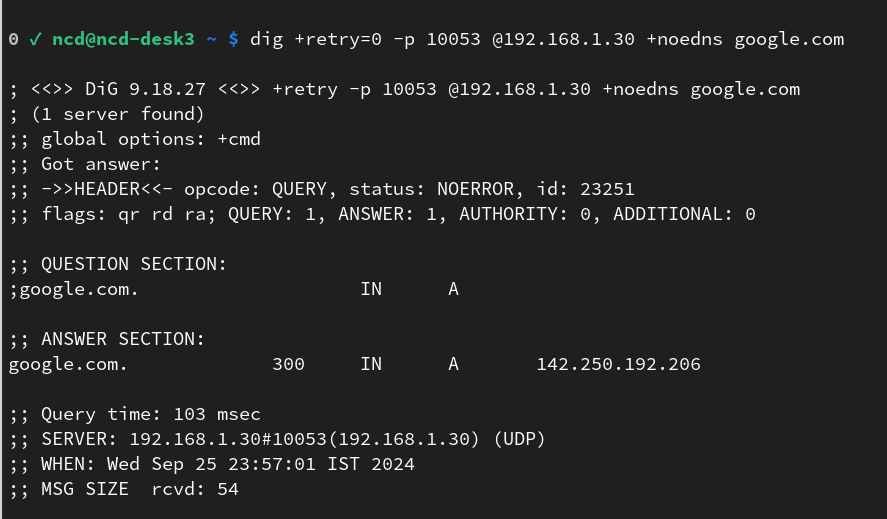 0 ✓ ncd@ncd-desk3 ~ $ dig +retry=0 -p 10053 @192.168.1.30 +noedns google.com
; <<>> DiG 9.18.27 <<>> +retry -p 10053 @192.168.1.30 +noedns google.com
; (1 server found)
;; global options: +cmd
;; Got answer:
;; ->>HEADER<<- opcode: QUERY, status: NOERROR, id: 23251
;; flags: qr rd ra; QUERY: 1, ANSWER: 1, AUTHORITY: 0, ADDITIONAL: 0
;; QUESTION SECTION:
;google.com. IN A
;; ANSWER SECTION:
google.com. 300 IN A 142.250.192.206
;; Query time: 103 msec
;; SERVER: 192.168.1.30#10053(192.168.1.30) (UDP)
;; WHEN: Wed Sep 25 23:57:01 IST 2024
;; MSG SIZE  rcvd: 54